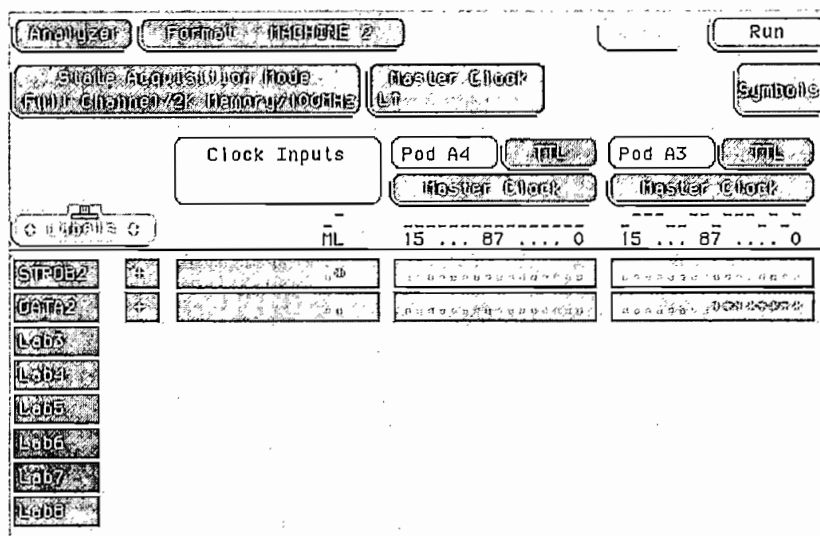 Analyzer Format MACHINE 2 Run
State Acquisition Mode Master Clock
Full Channel/2K Memory/100MHz L↑ Symbols
Clock Inputs Pod A4 TTL Pod A3 TTL
Master Clock Master Clock
Labels
ML 15 ... 87 .... 0 15 ... 87 .... 0
STROB2 +
DATA2 +
Lab3
Lab4
Lab5
Lab6
Lab7
Lab8